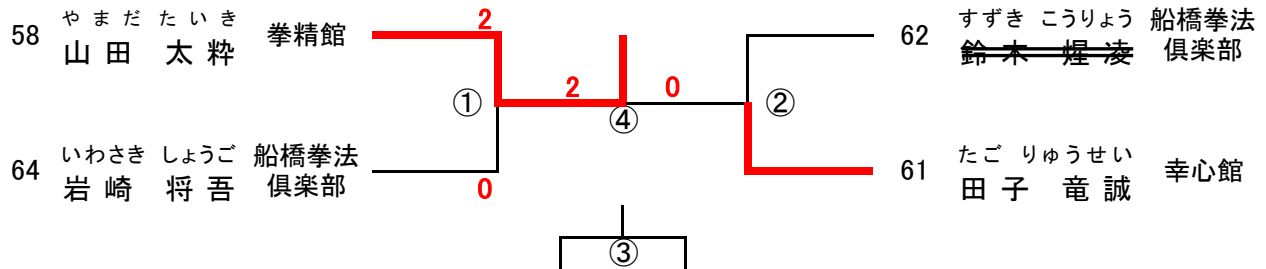 58 やまだ たいき 拳精館
山田 太粋
2
① 2 ④ 0 ②
64 いわさき しょうご 船橋拳法
岩崎 将吾 倶楽部
0
62 すずき こうりょう 船橋拳法
鈴木 煋凌 倶楽部
61 たご りゅうせい 幸心館
田子 竜誠
③